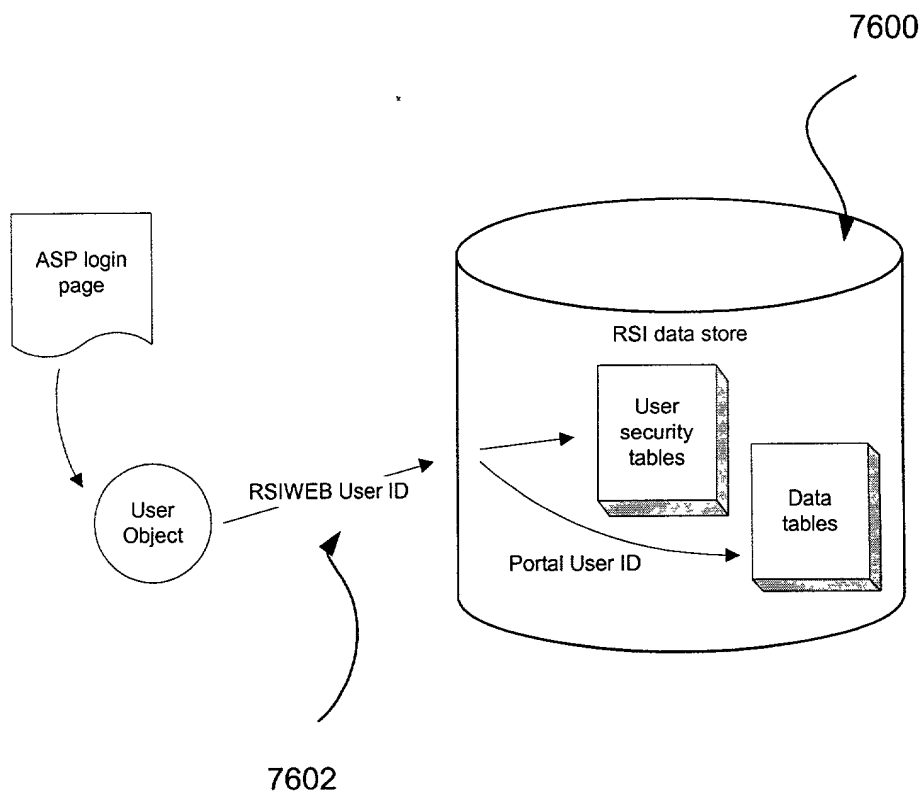 7600
ASP login
page
RSI data store
User
security
tables
RSIWEB User ID
User
Object
Data
tables
Portal User ID
7602